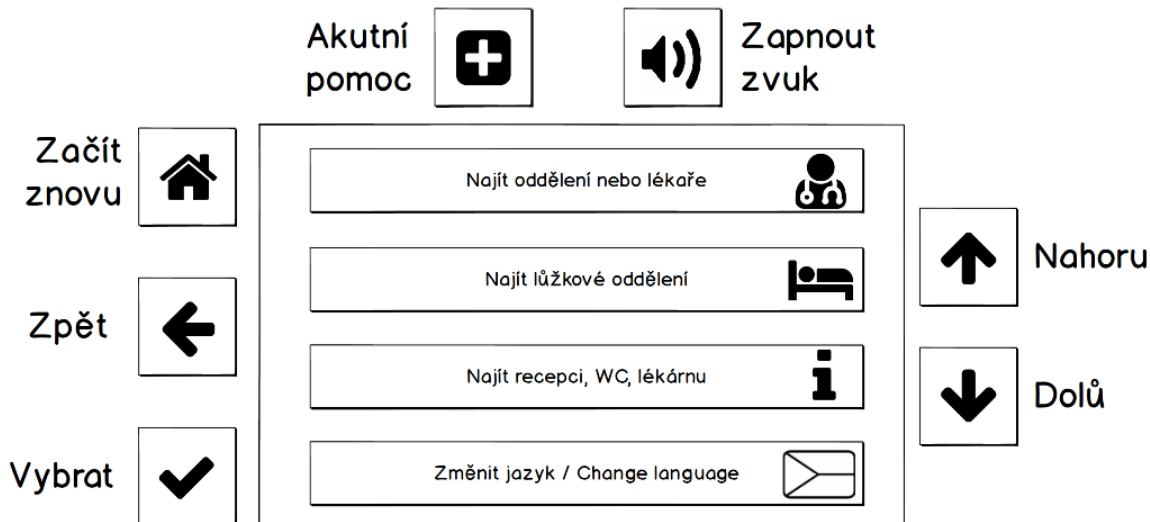 Akutní
pomoc
Zapnout
zvuk
Začít
znovu
Najít oddělení nebo lékaře
Nahoru
Najít lůžkové oddělení
Zpět
Najít recepci, WC, lékárnu
Dolů
Vybrat
Změnit jazyk / Change language